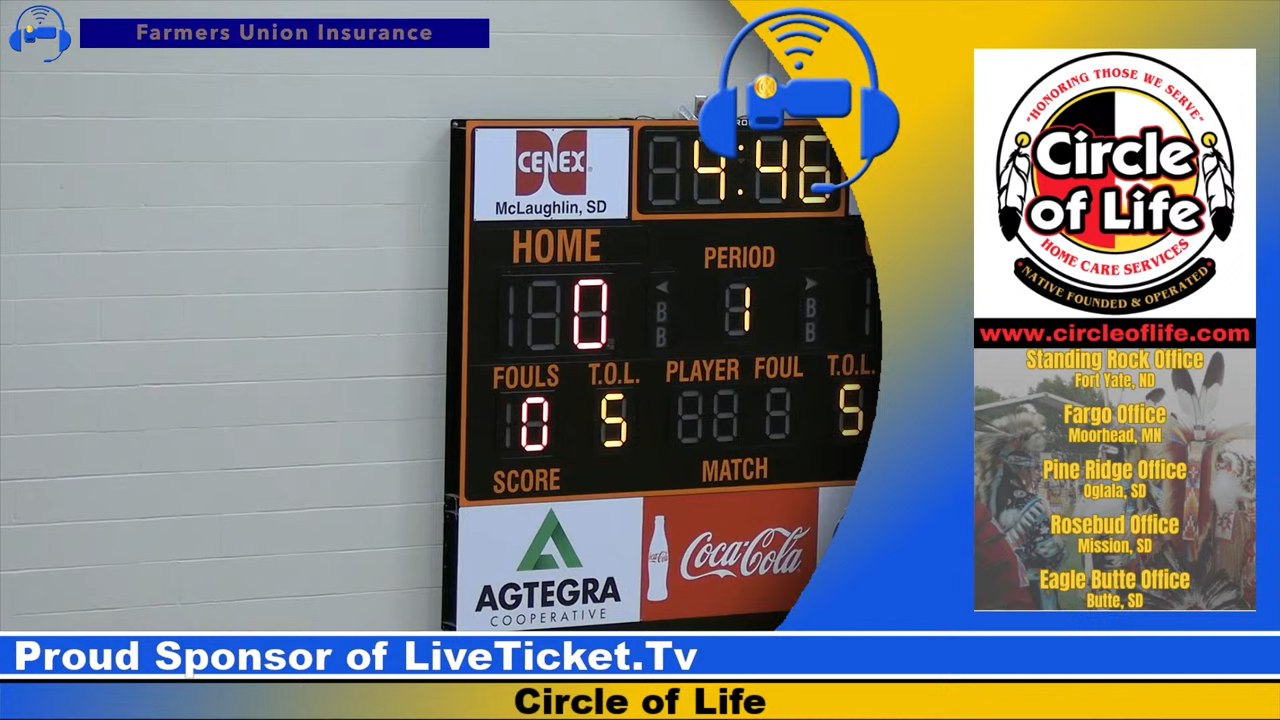 Farmers Union Insurance
CENEX
McLaughlin, SD
HOME
PERIOD
0
1
B
B
B
B
FOULS
T.O.L.
PLAYER
FOUL
T.O.L.
0
5
5
SCORE
MATCH
AGTEGRA
COOPERATIVE
Coca-Cola
Coca-Cola
"HONORING THOSE WE SERVE"
Circle
of Life
HOME CARE SERVICES
NATIVE FOUNDED & OPERATED
www.circleoflife.com
Standing Rock Office
Fort Yate, ND
Fargo Office
Moorhead, MN
Pine Ridge Office
Oglala, SD
Rosebud Office
Mission, SD
Eagle Butte Office
Butte, SD
Proud Sponsor of LiveTicket.Tv
Circle of Life